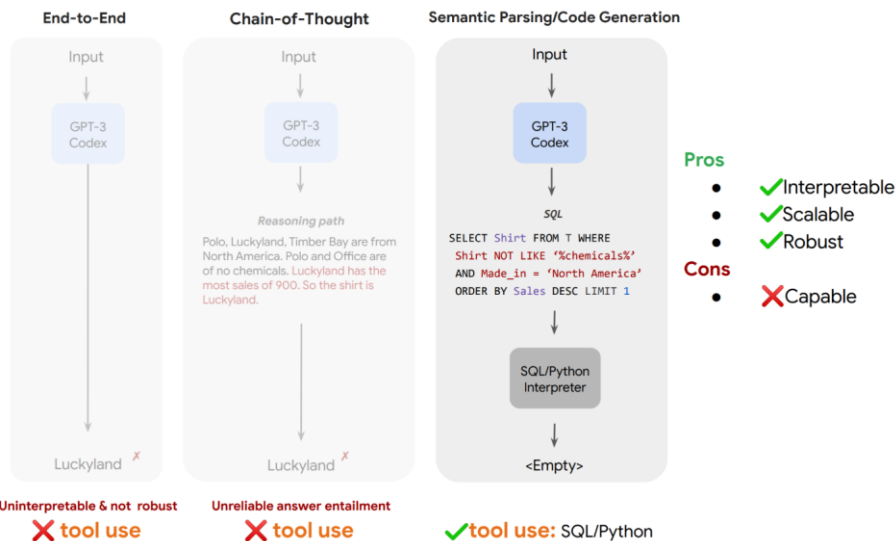 End-to-End
Input
GPT-3
Codex
Luckyland ✗
Uninterpretable & not robust
❌ tool use
Chain-of-Thought
Input
GPT-3
Codex
Reasoning path
Polo, Luckyland, Timber Bay are from
North America. Polo and Office are
of no chemicals. Luckyland has the
most sales of 900. So the shirt is
Luckyland.
Luckyland ✗
Unreliable answer entailment
❌ tool use
Semantic Parsing/Code Generation
Input
GPT-3
Codex
SQL
SELECT Shirt FROM T WHERE
Shirt NOT LIKE ‘%chemicals%’
AND Made_in = ‘North America’
ORDER BY Sales DESC LIMIT 1
SQL/Python
Interpreter
<Empty>
✓tool use: SQL/Python
Pros
● ✓Interpretable
● ✓Scalable
● ✓Robust
Cons
● ❌Capable